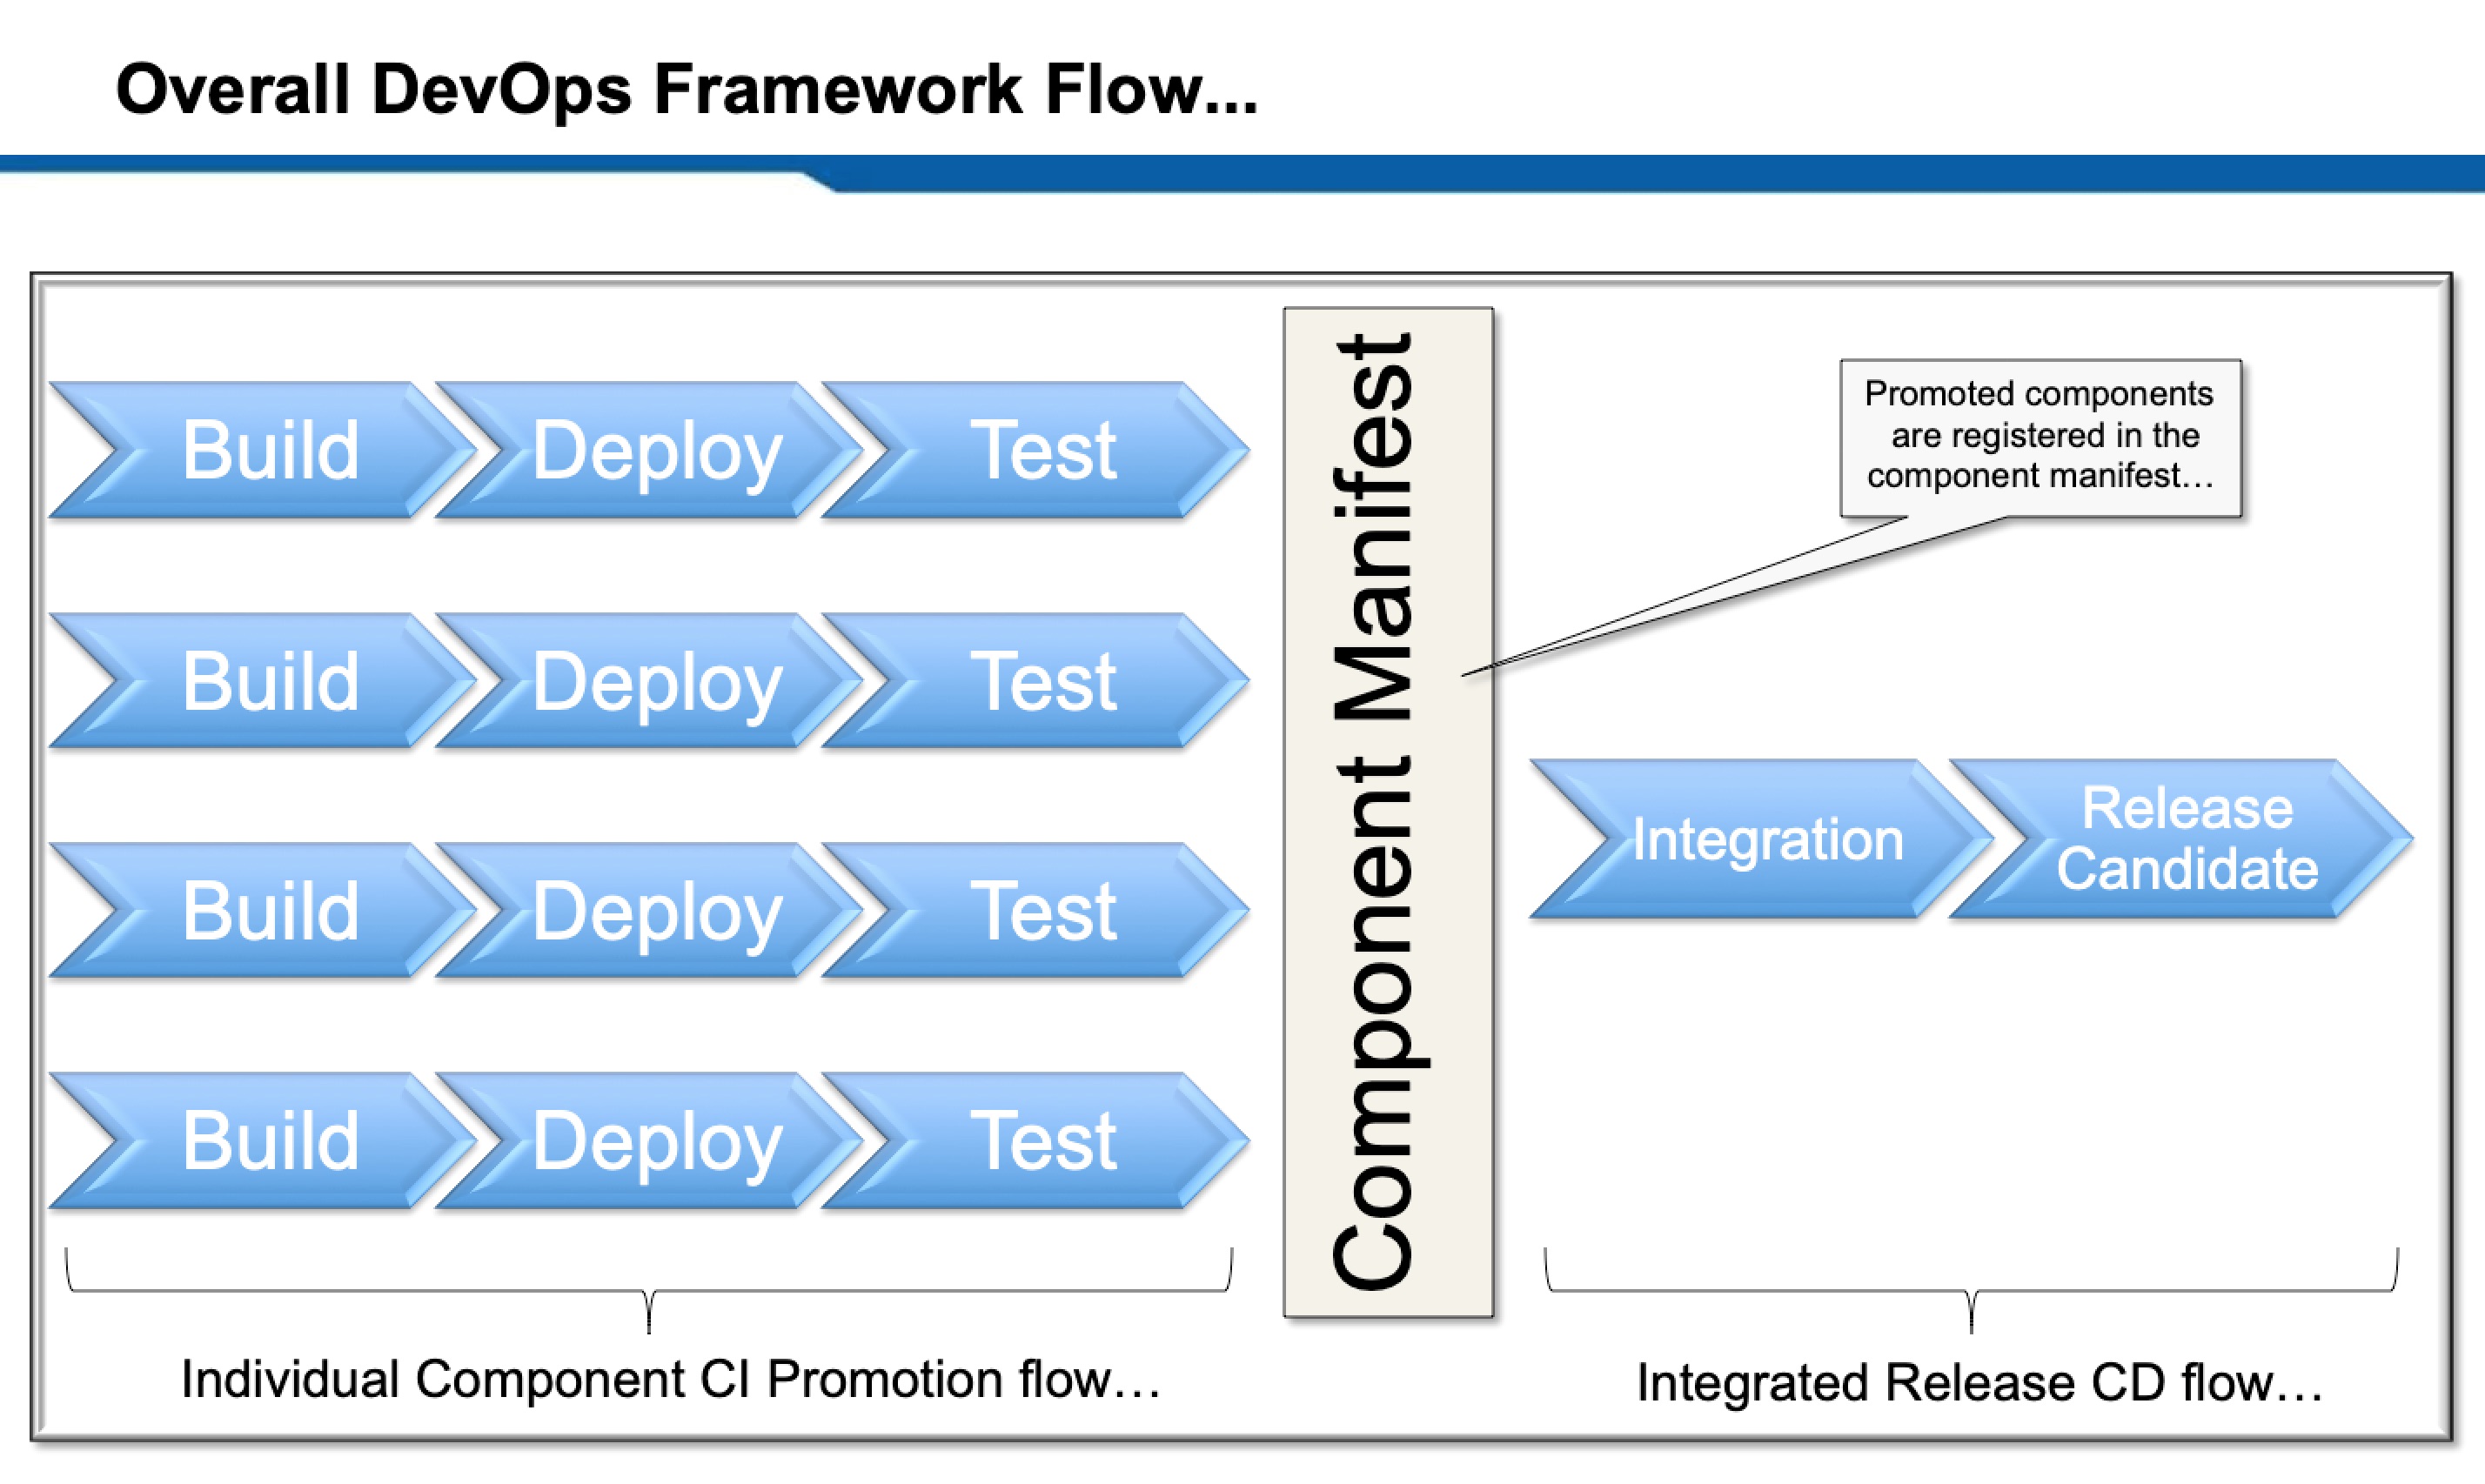 Overall DevOps Framework Flow...
Build Deploy Test
Build Deploy Test
Build Deploy Test
Build Deploy Test
Component Manifest
Promoted components
are registered in the
component manifest…
Integration
Release
Candidate
Individual Component CI Promotion flow…
Integrated Release CD flow…